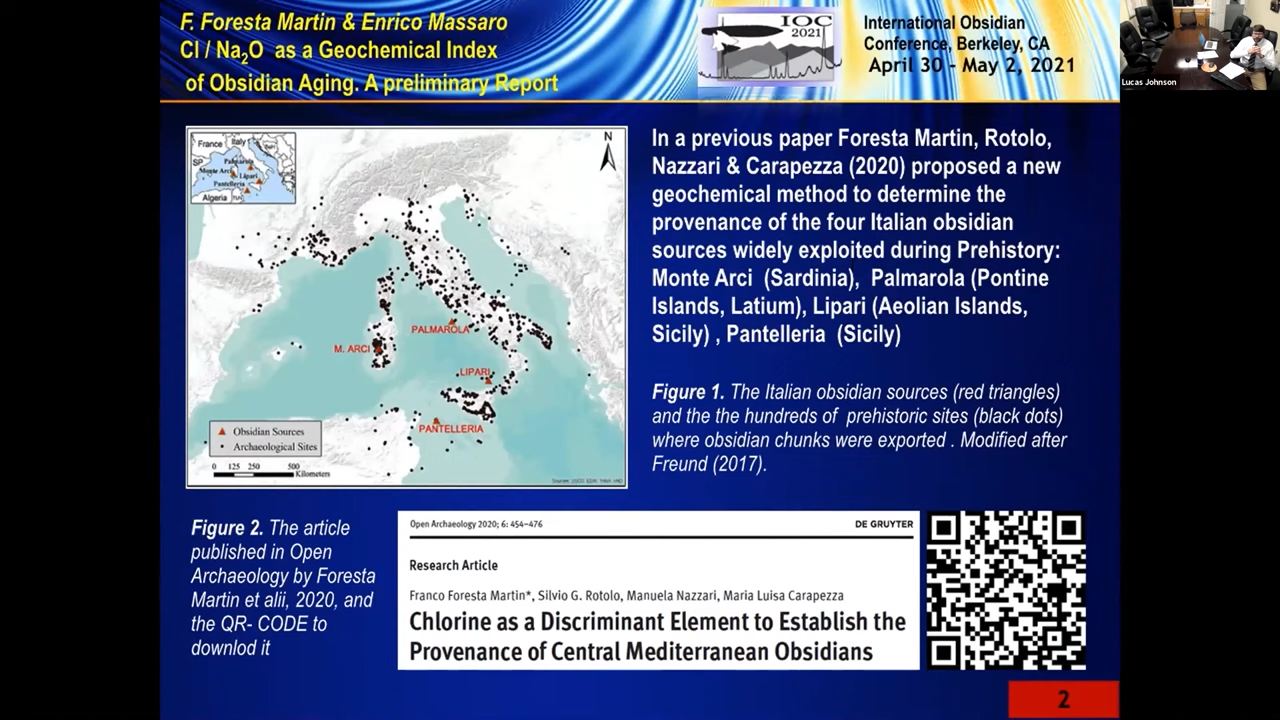 F. Foresta Martin & Enrico Massaro
Cl / Na₂O as a Geochemical Index
of Obsidian Aging. A preliminary Report
IOC
2021
International Obsidian
Conference, Berkeley, CA
April 30 - May 2, 2021
Lucas Johnson
France
Italy
Palmarola
Monte Arci
Lipari
Pantelleria
Algeria
N
PALMAROLA
M. ARCI
LIPARI
PANTELLERIA
Obsidian Sources
Archaeological Sites
0 125 250 500
Kilometers
In a previous paper Foresta Martin, Rotolo,
Nazzari & Carapezza (2020) proposed a new
geochemical method to determine the
provenance of the four Italian obsidian
sources widely exploited during Prehistory:
Monte Arci (Sardinia), Palmarola (Pontine
Islands, Latium), Lipari (Aeolian Islands,
Sicily) , Pantelleria (Sicily)
Figure 1. The Italian obsidian sources (red triangles)
and the the hundreds of prehistoric sites (black dots)
where obsidian chunks were exported . Modified after
Freund (2017).
Figure 2. The article
published in Open
Archaeology by Foresta
Martin et alii, 2020, and
the QR- CODE to
downlod it
Open Archaeology 2020; 6: 454–476
DE GRUYTER
Research Article
Franco Foresta Martin*, Silvio G. Rotolo, Manuela Nazzari, Maria Luisa Carapezza
Chlorine as a Discriminant Element to Establish the
Provenance of Central Mediterranean Obsidians
2